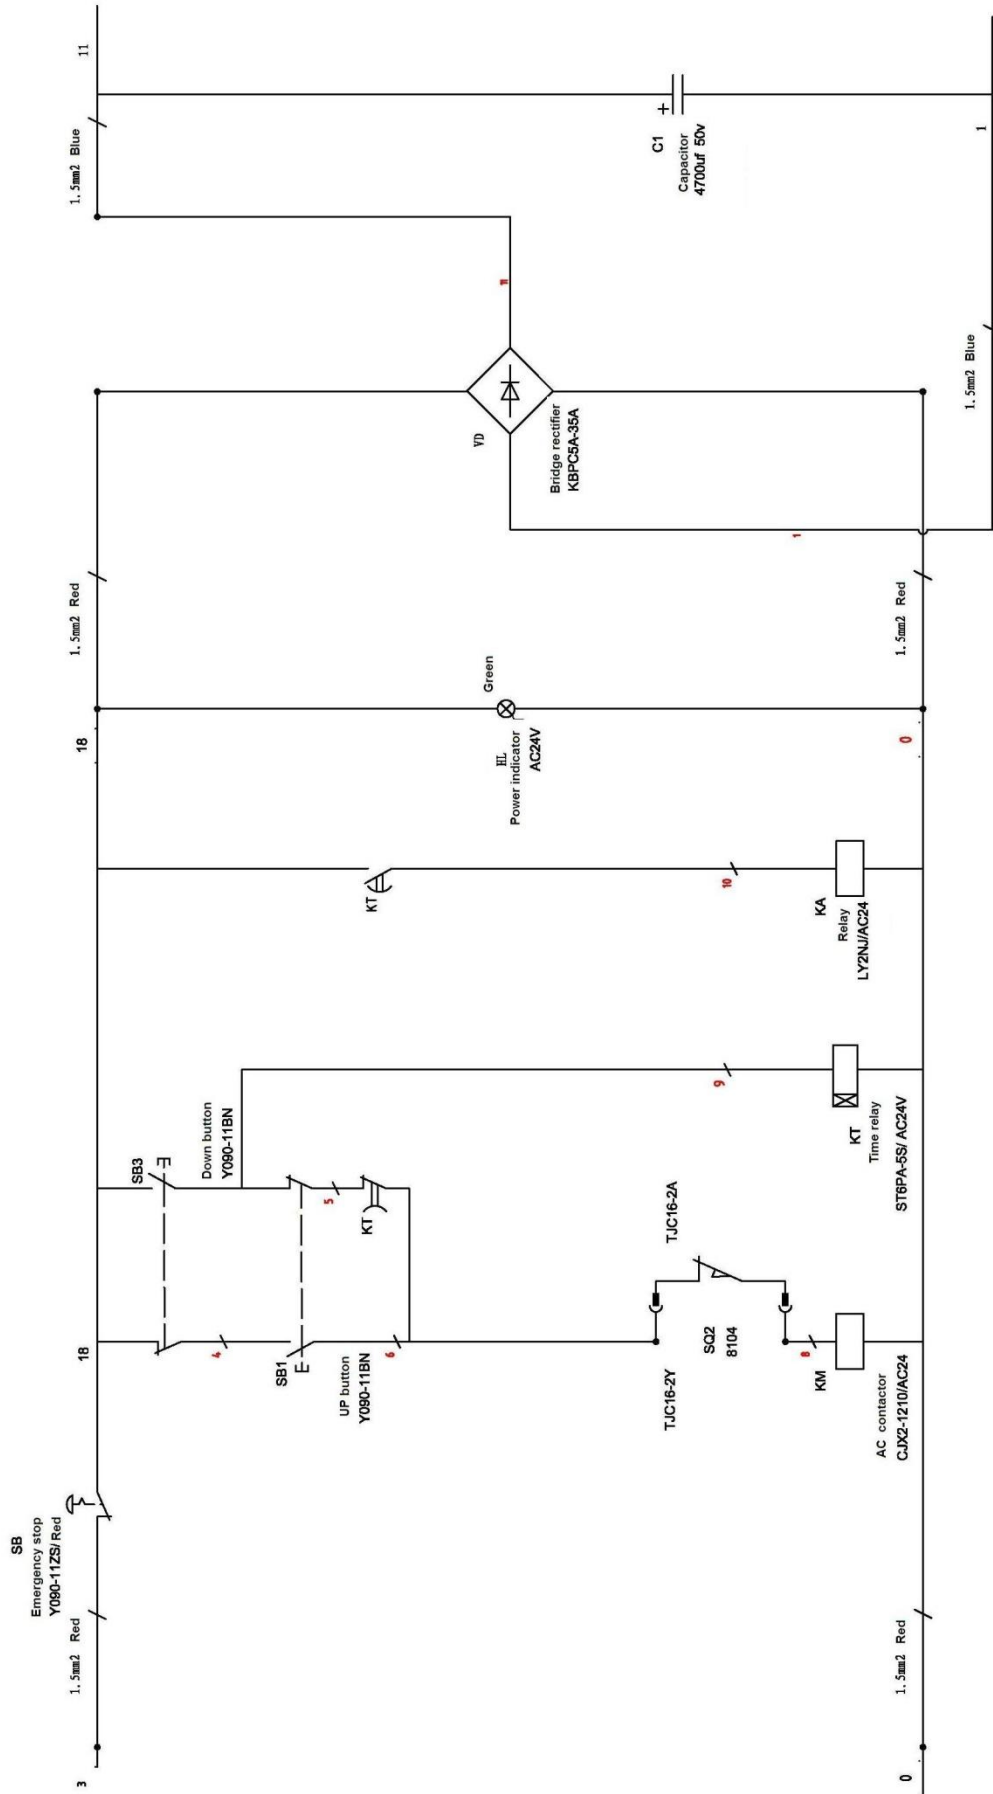 3
1.5mm2 Red
SB
Emergency stop
Y090-11ZS/Red
18
4
SB1
UP button
Y090-11BN
6
SB3
Down button
Y090-11BN
5
KT
TJC16-2Y
TJC16-2A
SQ2
8104
8
KM
AC contactor
CJX2-1210/AC24
0
1.5mm2 Red
9
KT
Time relay
ST6PA-5S/ AC24V
KT
10
KA
Relay
LY2NJ/AC24
18
HL
Power indicator
AC24V
Green
0
1.5mm2 Red
1.5mm2 Red
VD
Bridge rectifier
KBPC5A-35A
11
1
1.5mm2 Blue
11
C1
+
Capacitor
4700uf 50v
1.5mm2 Blue
1